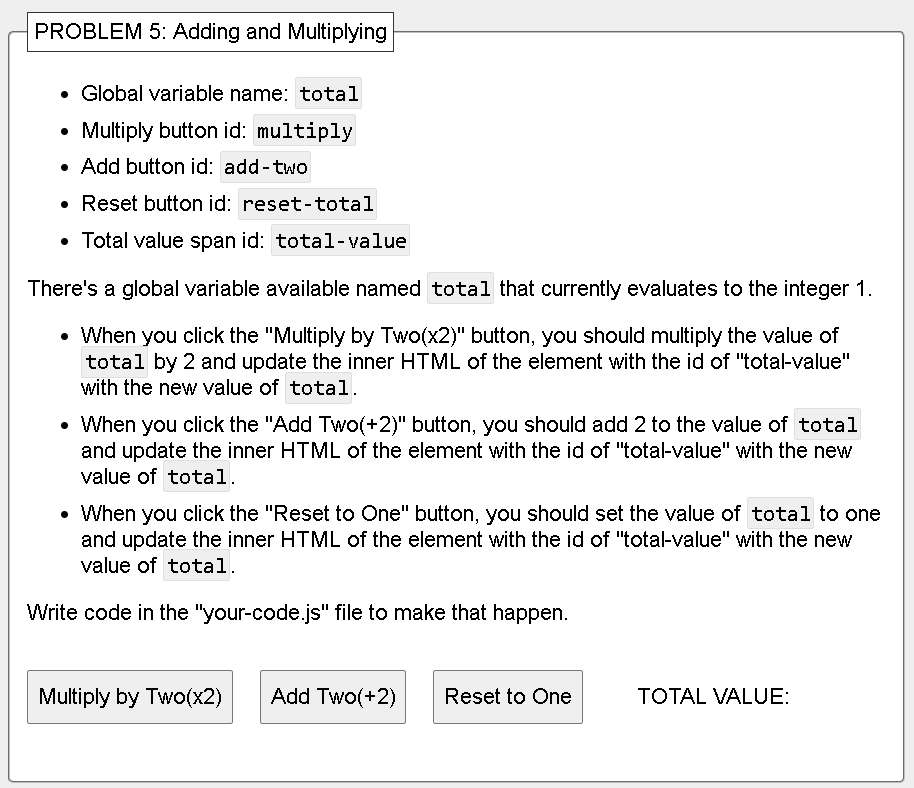 PROBLEM 5: Adding and Multiplying
• Global variable name: total
• Multiply button id: multiply
• Add button id: add-two
• Reset button id: reset-total
• Total value span id: total-value
There's a global variable available named total that currently evaluates to the integer 1.
• When you click the "Multiply by Two(x2)" button, you should multiply the value of
total by 2 and update the inner HTML of the element with the id of "total-value"
with the new value of total.
• When you click the "Add Two(+2)" button, you should add 2 to the value of total
and update the inner HTML of the element with the id of "total-value" with the new
value of total.
• When you click the "Reset to One" button, you should set the value of total to one
and update the inner HTML of the element with the id of "total-value" with the new
value of total.
Write code in the "your-code.js" file to make that happen.
Multiply by Two(x2) Add Two(+2) Reset to One TOTAL VALUE: